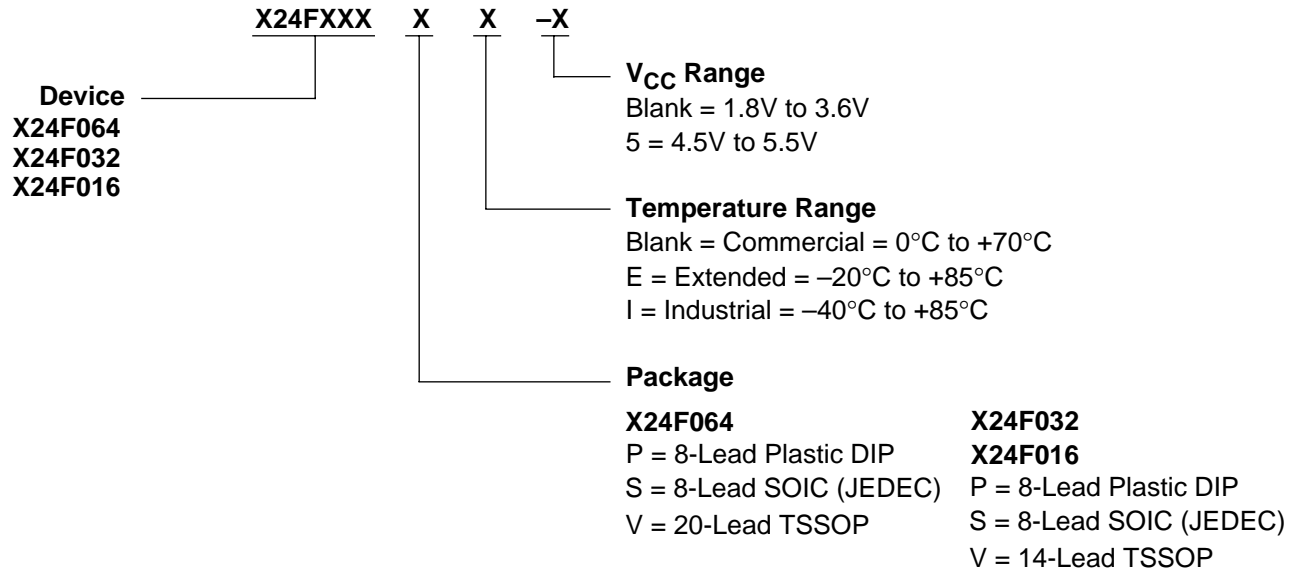 X24FXXX X X –X
Device
X24F064
X24F032
X24F016
VCC Range
Blank = 1.8V to 3.6V
5 = 4.5V to 5.5V
Temperature Range
Blank = Commercial = 0°C to +70°C
E = Extended = –20°C to +85°C
I = Industrial = –40°C to +85°C
Package
X24F064
P = 8-Lead Plastic DIP
S = 8-Lead SOIC (JEDEC)
V = 20-Lead TSSOP
X24F032
X24F016
P = 8-Lead Plastic DIP
S = 8-Lead SOIC (JEDEC)
V = 14-Lead TSSOP